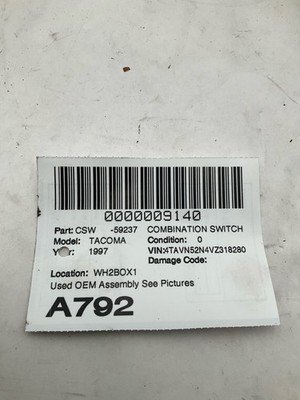 0000009140
Part: CSW -59237 COMBINATION SWITCH
Model: TACOMA Condition: 0
Year: 1997 VIN:4TAVN52N4VZ318280
Damage Code:
Location: WH2BOX1
Used OEM Assembly See Pictures
A792